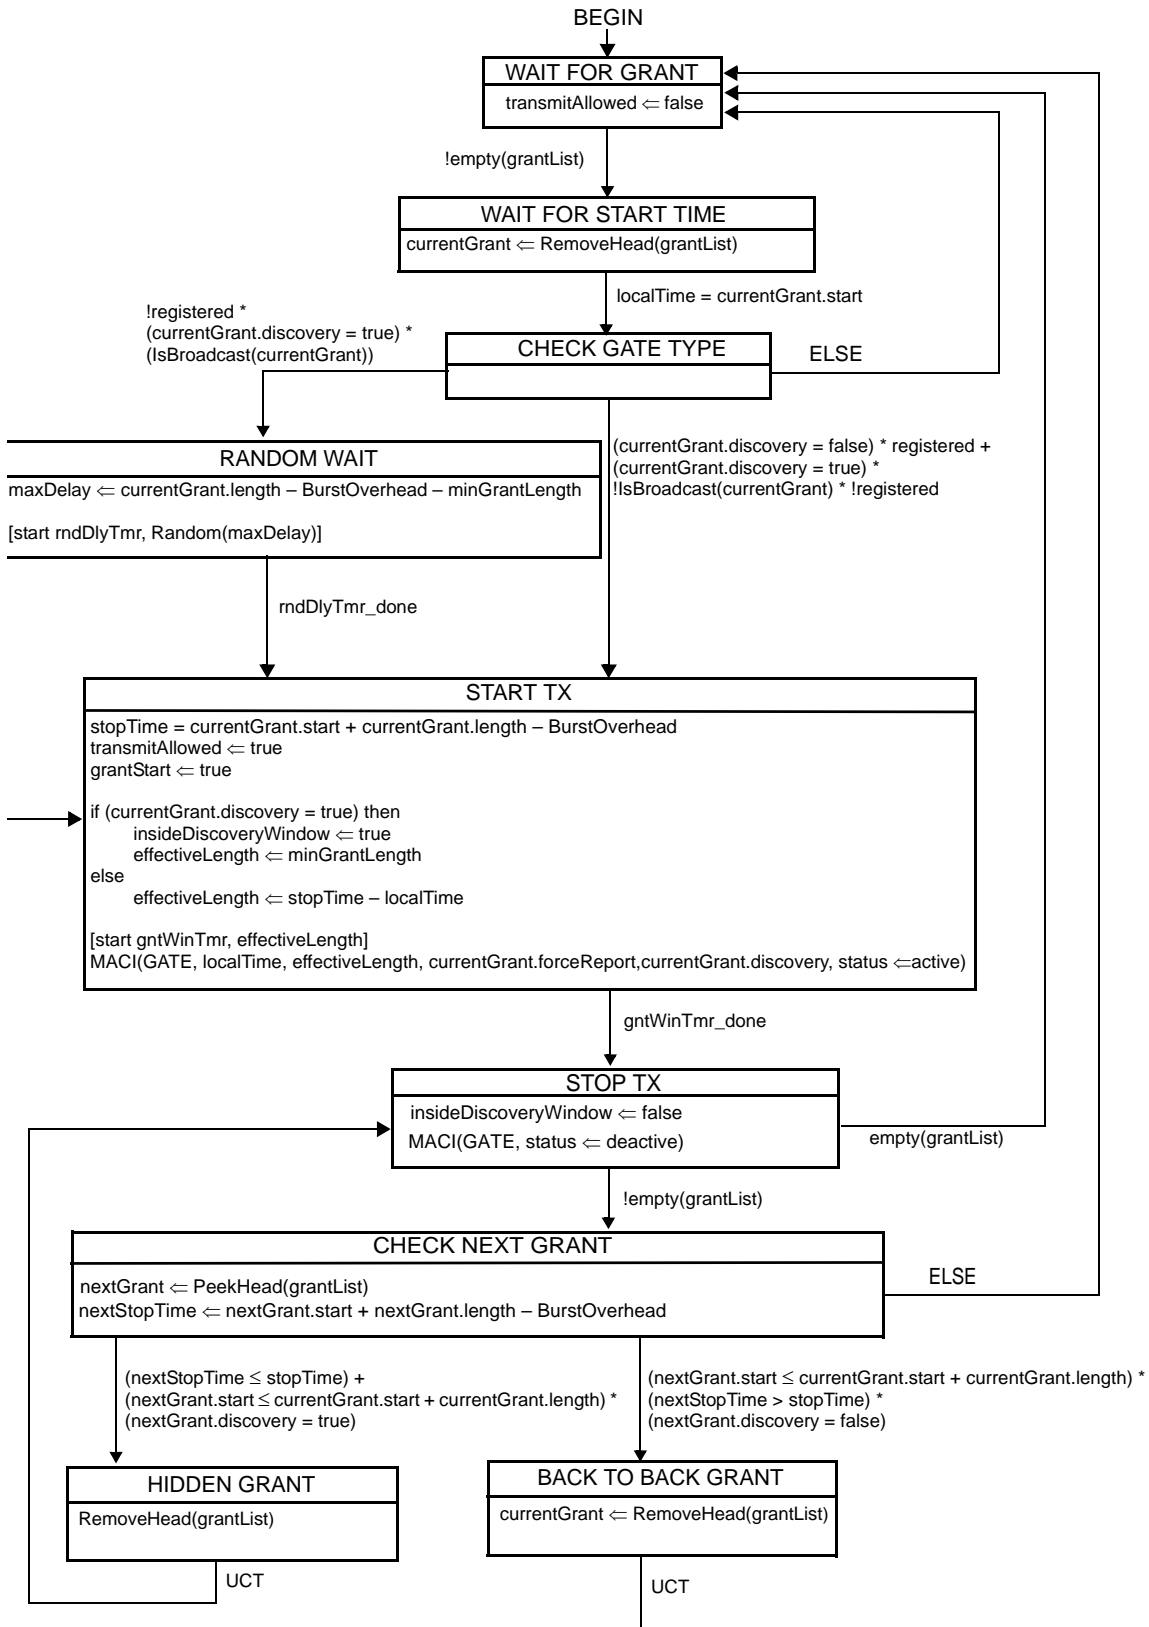 BEGIN
WAIT FOR GRANT
transmitAllowed ⇐ false
!empty(grantList)
WAIT FOR START TIME
currentGrant ⇐ RemoveHead(grantList)
localTime = currentGrant.start
!registered *
(currentGrant.discovery = true) *
(IsBroadcast(currentGrant))
CHECK GATE TYPE
ELSE
(currentGrant.discovery = false) * registered +
(currentGrant.discovery = true) *
!IsBroadcast(currentGrant) * !registered
RANDOM WAIT
maxDelay ⇐ currentGrant.length – BurstOverhead – minGrantLength
[start rndDlyTmr, Random(maxDelay)]
rndDlyTmr_done
START TX
stopTime = currentGrant.start + currentGrant.length – BurstOverhead
transmitAllowed ⇐ true
grantStart ⇐ true
if (currentGrant.discovery = true) then
insideDiscoveryWindow ⇐ true
effectiveLength ⇐ minGrantLength
else
effectiveLength ⇐ stopTime – localTime
[start gntWinTmr, effectiveLength]
MACI(GATE, localTime, effectiveLength, currentGrant.forceReport,currentGrant.discovery, status ⇐active)
gntWinTmr_done
STOP TX
insideDiscoveryWindow ⇐ false
MACI(GATE, status ⇐ deactive)
empty(grantList)
!empty(grantList)
CHECK NEXT GRANT
nextGrant ⇐ PeekHead(grantList)
nextStopTime ⇐ nextGrant.start + nextGrant.length – BurstOverhead
ELSE
(nextStopTime ≤ stopTime) +
(nextGrant.start ≤ currentGrant.start + currentGrant.length) *
(nextGrant.discovery = true)
(nextGrant.start ≤ currentGrant.start + currentGrant.length) *
(nextStopTime > stopTime) *
(nextGrant.discovery = false)
HIDDEN GRANT
RemoveHead(grantList)
UCT
BACK TO BACK GRANT
currentGrant ⇐ RemoveHead(grantList)
UCT